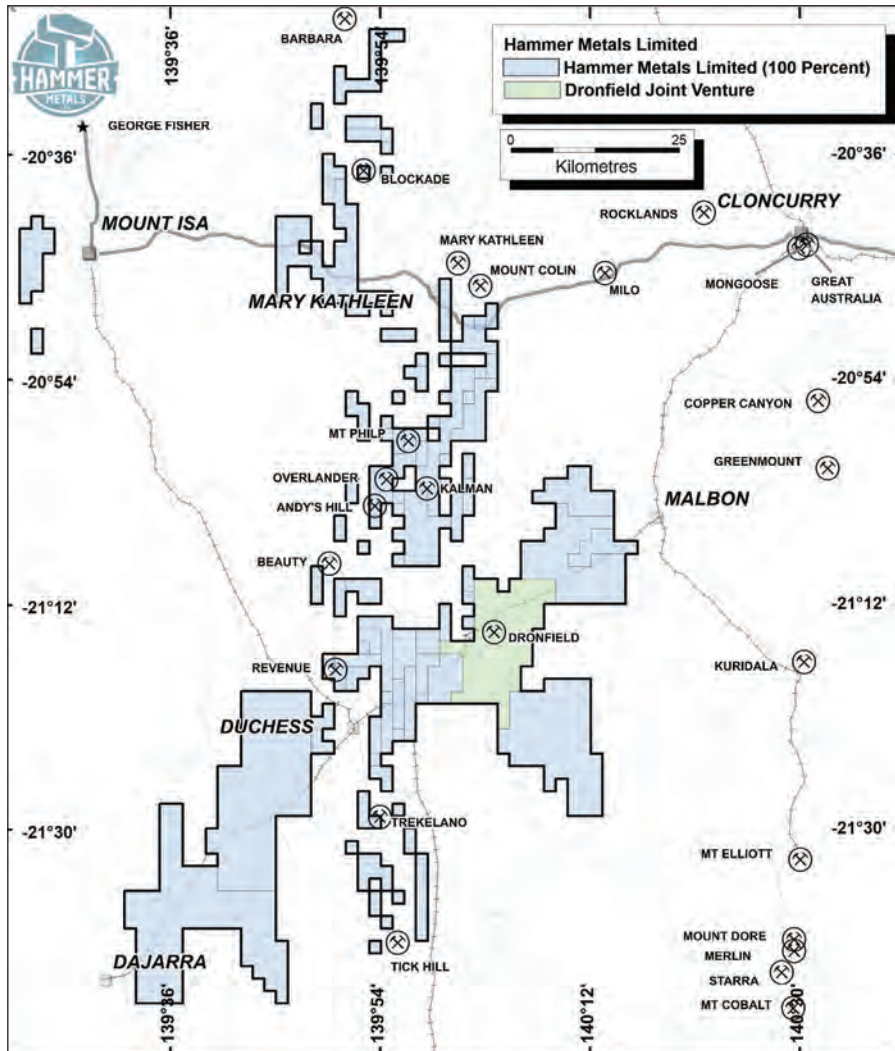 HAMMER
METALS
Hammer Metals Limited
Hammer Metals Limited (100 Percent)
Dronfield Joint Venture
0 25
Kilometres
139°36'
139°54'
BARBARA
GEORGE FISHER
-20°36'
-20°36'
BLOCKADE
MOUNT ISA
ROCKLANDS
CLONCURRY
MARY KATHLEEN
MOUNT COLIN
MILO
MONGOOSE
GREAT
AUSTRALIA
MARY KATHLEEN
-20°54'
-20°54'
COPPER CANYON
MT PHILP
GREENMOUNT
OVERLANDER
KALMAN
ANDY'S HILL
MALBON
BEAUTY
-21°12'
-21°12'
DRONFIELD
REVENUE
KURIDALA
DUCHESS
-21°30'
-21°30'
TREKELANO
MT ELLIOTT
MOUNT DORE
MERLIN
STARRA
MT COBALT
TICK HILL
DAJARRA
139°36'
139°54'
140°12'
140°30'